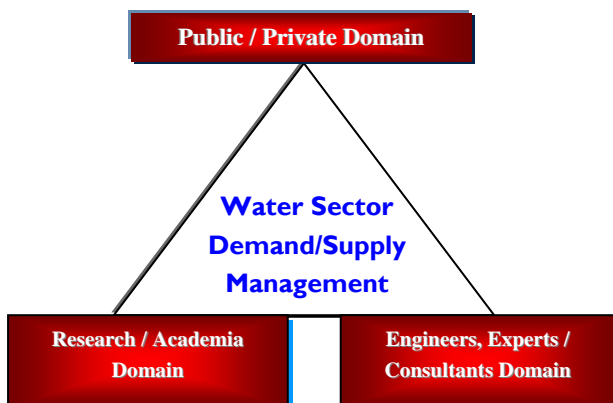 Public / Private Domain
Water Sector
Demand/Supply
Management
Research / Academia
Domain
Engineers, Experts /
Consultants Domain